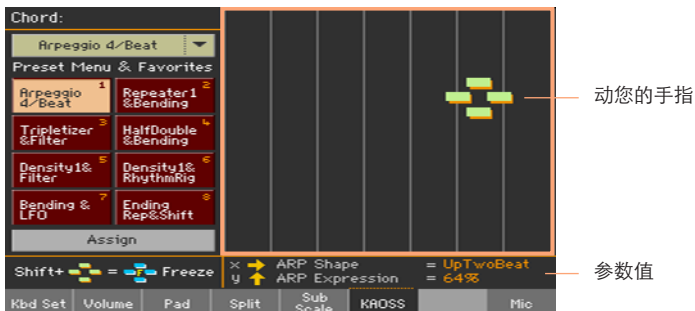 Chord:
Arpeggio 4/Beat
Preset Menu & Favorites
Arpeggio 4/Beat 1
Repeater1 &Bending 2
Tripletizer &Filter 3
HalfDouble &Bending 4
Density1& Filter 5
Density1& RhythmRig 6
Bending & LFO 7
Ending Rep&Shift 8
Assign
Shift+ = F Freeze
x ARP Shape = UpTwoBeat
y ARP Expression = 64%
Kbd Set Volume Pad Split Sub Scale KAOSS Mic
动您的手指
参数值